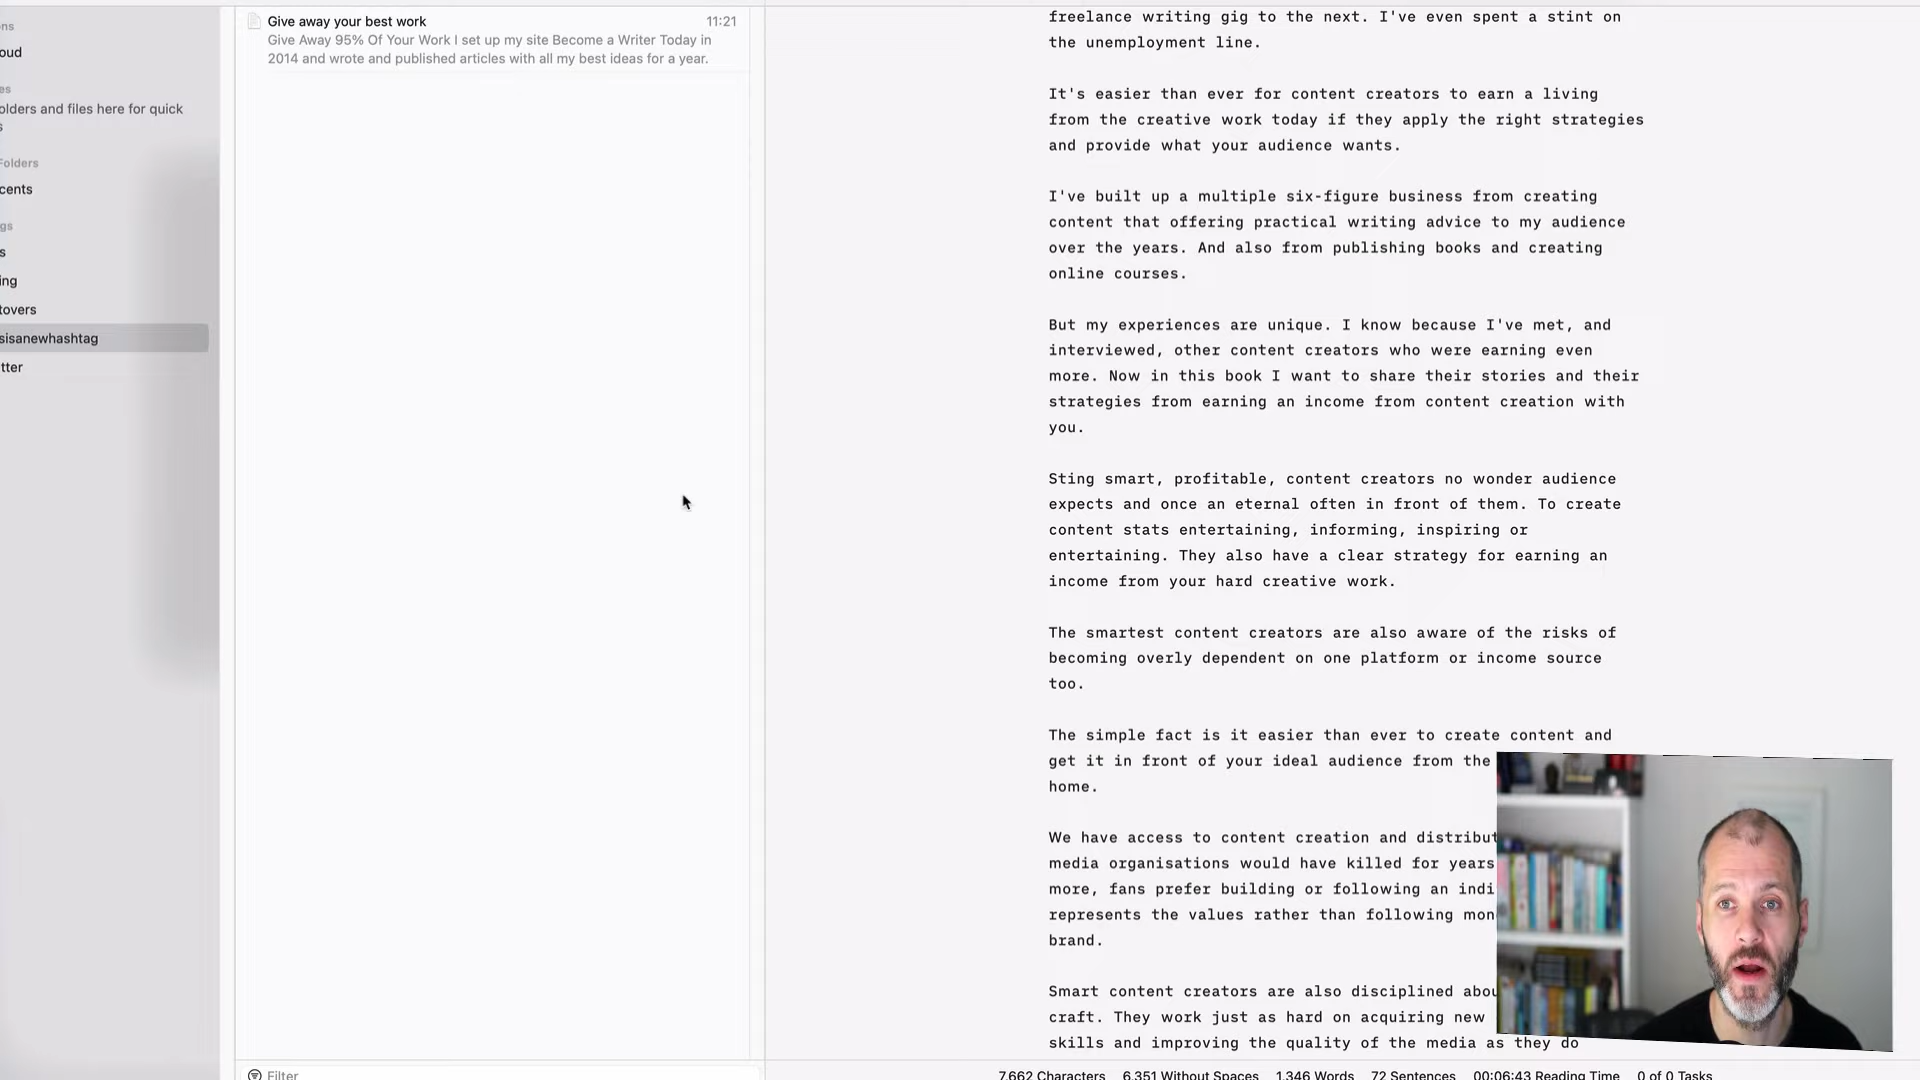 ons
oud
es
olders and files here for quick
s
Folders
cents
gs
s
ing
tovers
sisanewhashtag
tter
Give away your best work 11:21
Give Away 95% Of Your Work I set up my site Become a Writer Today in
2014 and wrote and published articles with all my best ideas for a year.
Filter
freelance writing gig to the next. I've even spent a stint on
the unemployment line.
It's easier than ever for content creators to earn a living
from the creative work today if they apply the right strategies
and provide what your audience wants.
I've built up a multiple six-figure business from creating
content that offering practical writing advice to my audience
over the years. And also from publishing books and creating
online courses.
But my experiences are unique. I know because I've met, and
interviewed, other content creators who were earning even
more. Now in this book I want to share their stories and their
strategies from earning an income from content creation with
you.
Sting smart, profitable, content creators no wonder audience
expects and once an eternal often in front of them. To create
content stats entertaining, informing, inspiring or
entertaining. They also have a clear strategy for earning an
income from your hard creative work.
The smartest content creators are also aware of the risks of
becoming overly dependent on one platform or income source
too.
The simple fact is it easier than ever to create content and
get it in front of your ideal audience from the
home.
We have access to content creation and distribut
media organisations would have killed for years
more, fans prefer building or following an indi
represents the values rather than following mon
brand.
Smart content creators are also disciplined abou
craft. They work just as hard on acquiring new
skills and improving the quality of the media as they do
7,662 Characters 6,351 Without Spaces 1,346 Words 72 Sentences 00:06:43 Reading Time 0 of 0 Tasks